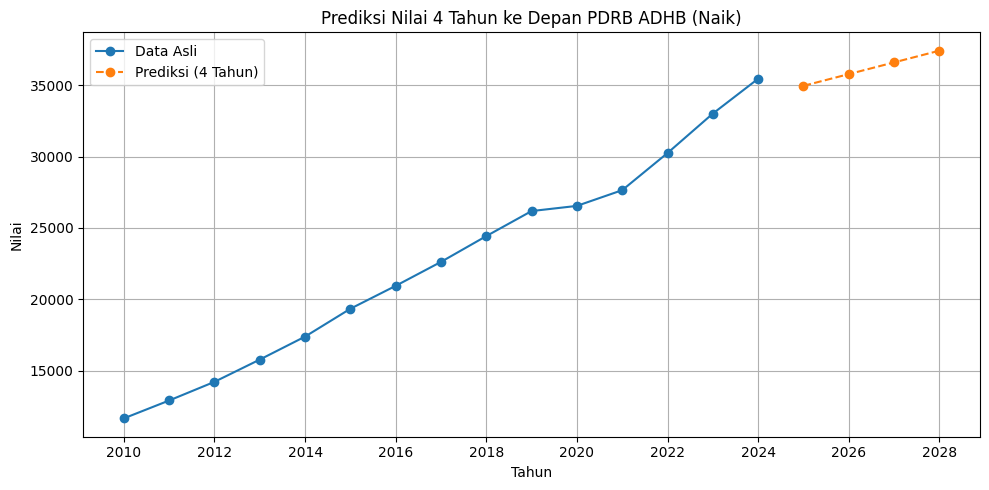 Prediksi Nilai 4 Tahun ke Depan PDRB ADHB (Naik)
Data Asli
Prediksi (4 Tahun)
35000
30000
25000
20000
15000
Nilai
2010 2012 2014 2016 2018 2020 2022 2024 2026 2028
Tahun